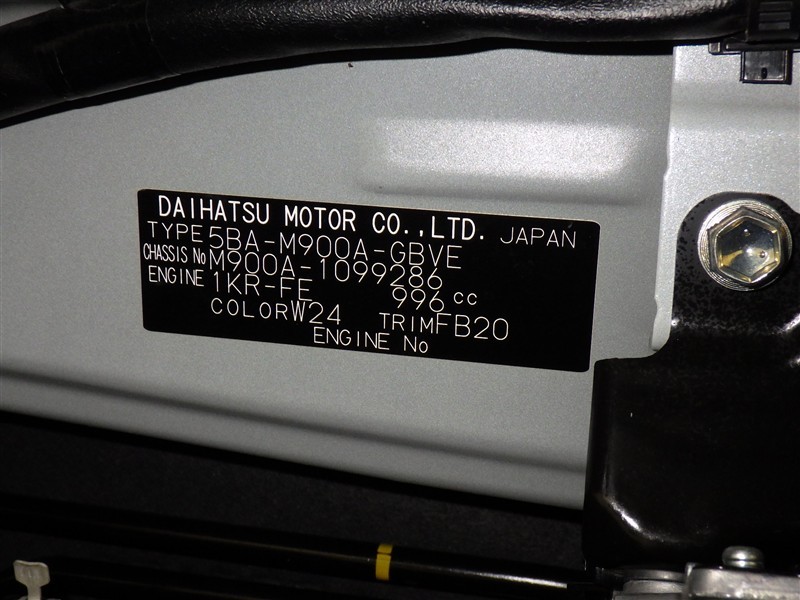 DAIHATSU MOTOR CO.,LTD. JAPAN
TYPE 5BA-M900A-GBVE
CHASSIS No M900A-1099286
ENGINE 1KR-FE 996 cc
COLOR W24 TRIM FB20
ENGINE No